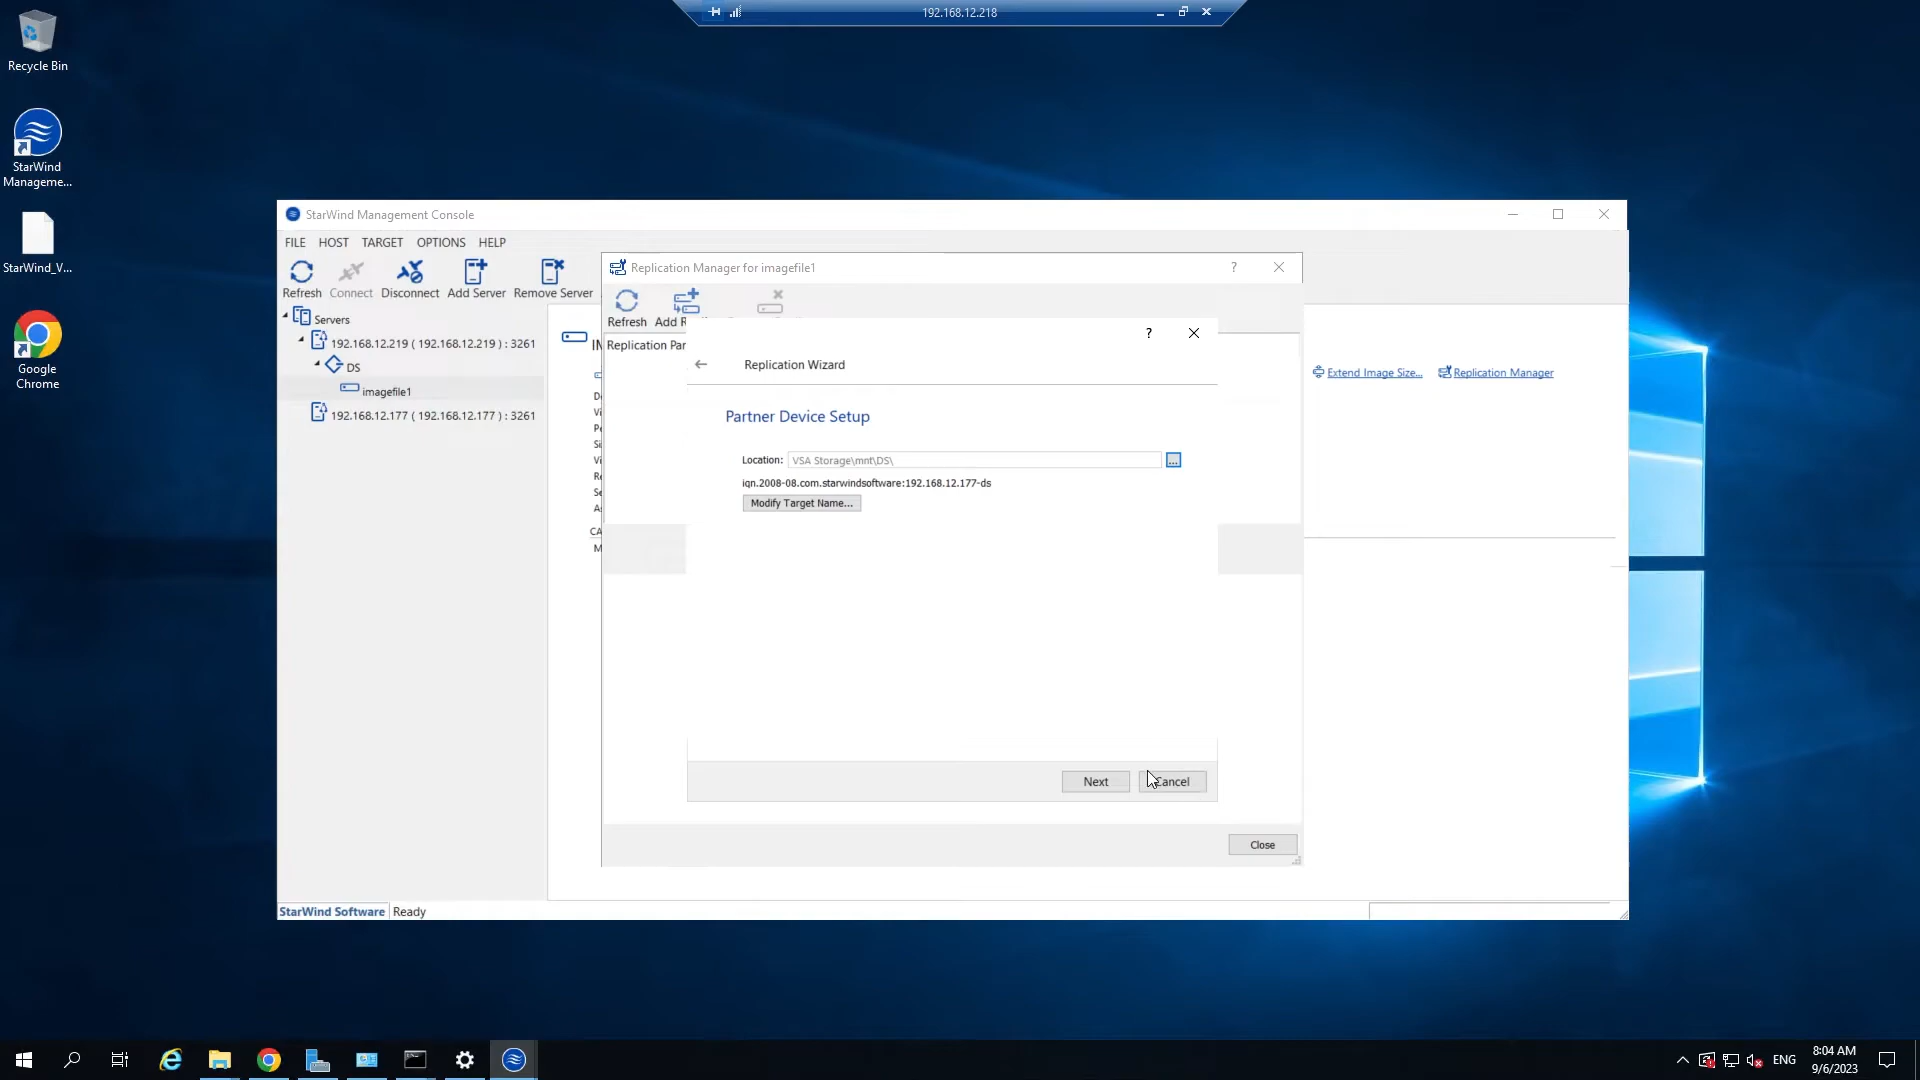 192.168.12.218
Recycle Bin
StarWind
Manageme...
StarWind_V...
Google
Chrome
StarWind Management Console
FILE HOST TARGET OPTIONS HELP
Refresh Connect Disconnect Add Server Remove Server
Servers
192.168.12.219 ( 192.168.12.219 ) : 3261
DS
imagefile1
192.168.12.177 ( 192.168.12.177 ) : 3261
Replication Manager for imagefile1
?
Refresh Add R
Replication Par
Extend Image Size...
Replication Manager
?
Replication Wizard
Partner Device Setup
Location: VSA Storage\mnt\DS\
...
iqn.2008-08.com.starwindsoftware:192.168.12.177-ds
Modify Target Name...
Next
Cancel
Close
StarWind Software Ready
ENG
8:04 AM
9/6/2023